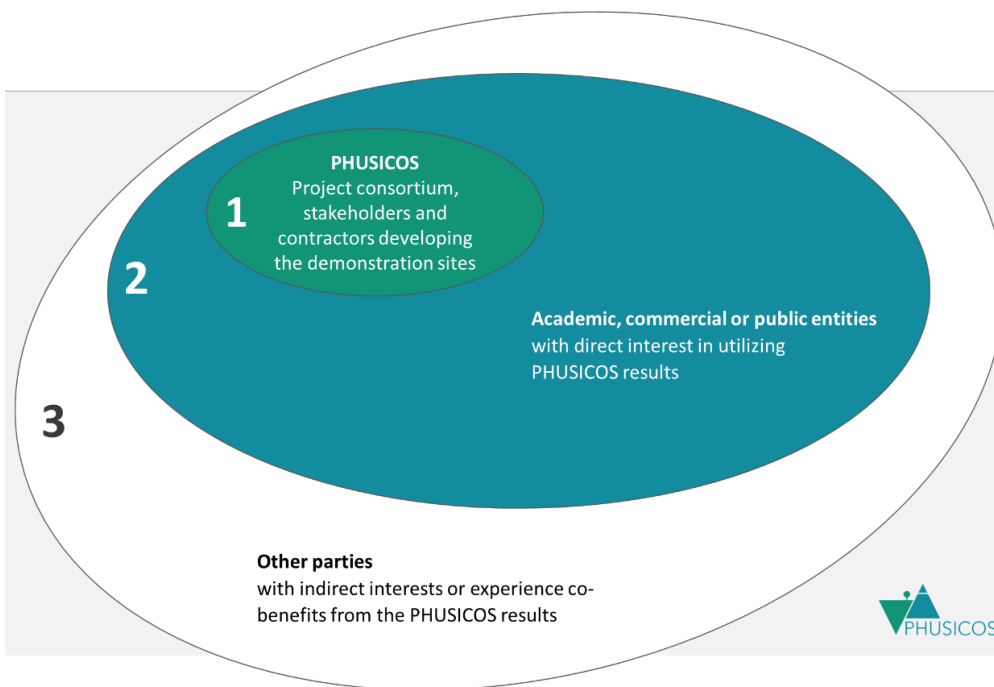 PHUSICOS
Project consortium,
stakeholders and
contractors developing
the demonstration sites
1
2
Academic, commercial or public entities
with direct interest in utilizing
PHUSICOS results
3
Other parties
with indirect interests or experience co-
benefits from the PHUSICOS results
PHUSICOS